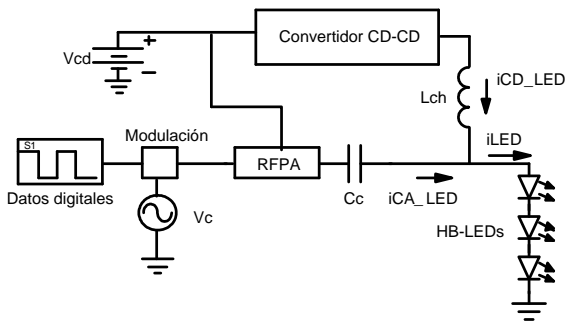 Convertidor CD-CD
+
Vcd
−
Lch
iCD_LED
S1
Modulación
RFPA
iLED
Datos digitales
Vc
Cc
iCA_LED
HB-LEDs